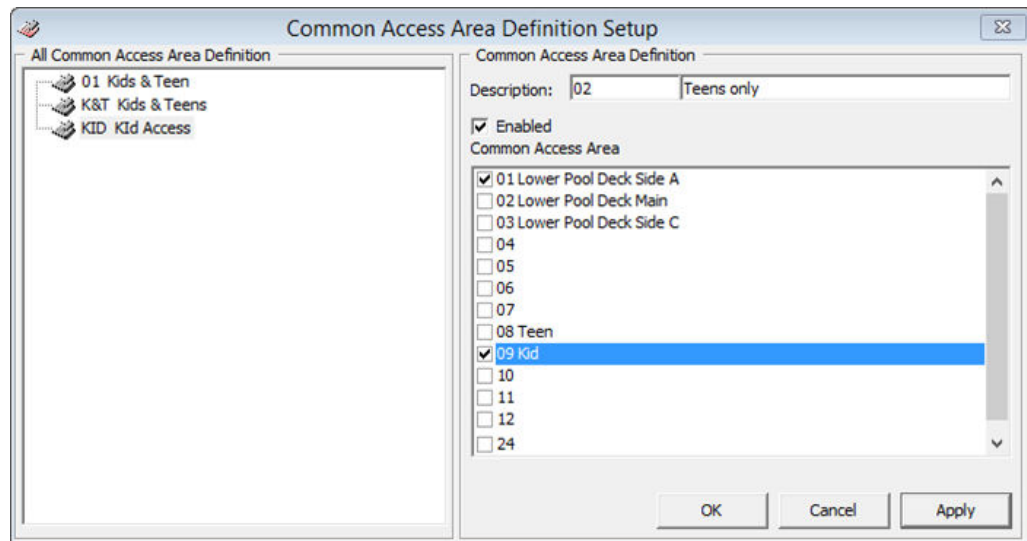 Common Access Area Definition Setup
All Common Access Area Definition
01 Kids & Teen
K&T Kids & Teens
KID KId Access
Common Access Area Definition
Description: 02 Teens only
Enabled
Common Access Area
01 Lower Pool Deck Side A
02 Lower Pool Deck Main
03 Lower Pool Deck Side C
04
05
06
07
08 Teen
09 Kid
10
11
12
24
OK Cancel Apply